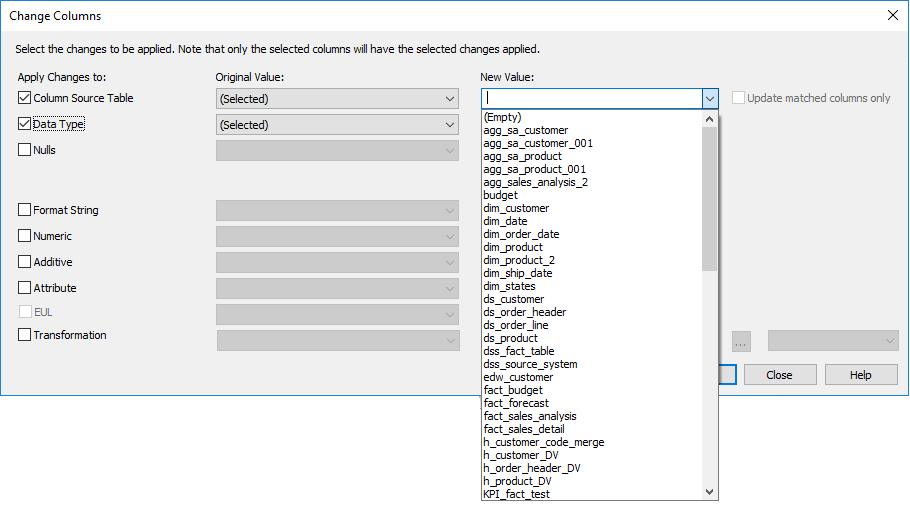 Change Columns
Select the changes to be applied. Note that only the selected columns will have the selected changes applied.
Apply Changes to: Original Value: New Value:
Column Source Table (Selected) Update matched columns only
Data Type (Selected)
Nulls
Format String
Numeric
Additive
Attribute
EUL
Transformation
(Empty)
agg_sa_customer
agg_sa_customer_001
agg_sa_product
agg_sa_product_001
agg_sales_analysis_2
budget
dim_customer
dim_date
dim_order_date
dim_product
dim_product_2
dim_ship_date
dim_states
ds_customer
ds_order_header
ds_order_line
ds_product
dss_fact_table
dss_source_system
edw_customer
fact_budget
fact_forecast
fact_sales_analysis
fact_sales_detail
h_customer_code_merge
h_customer_DV
h_order_header_DV
h_product_DV
KPI_fact_test
...
Close Help